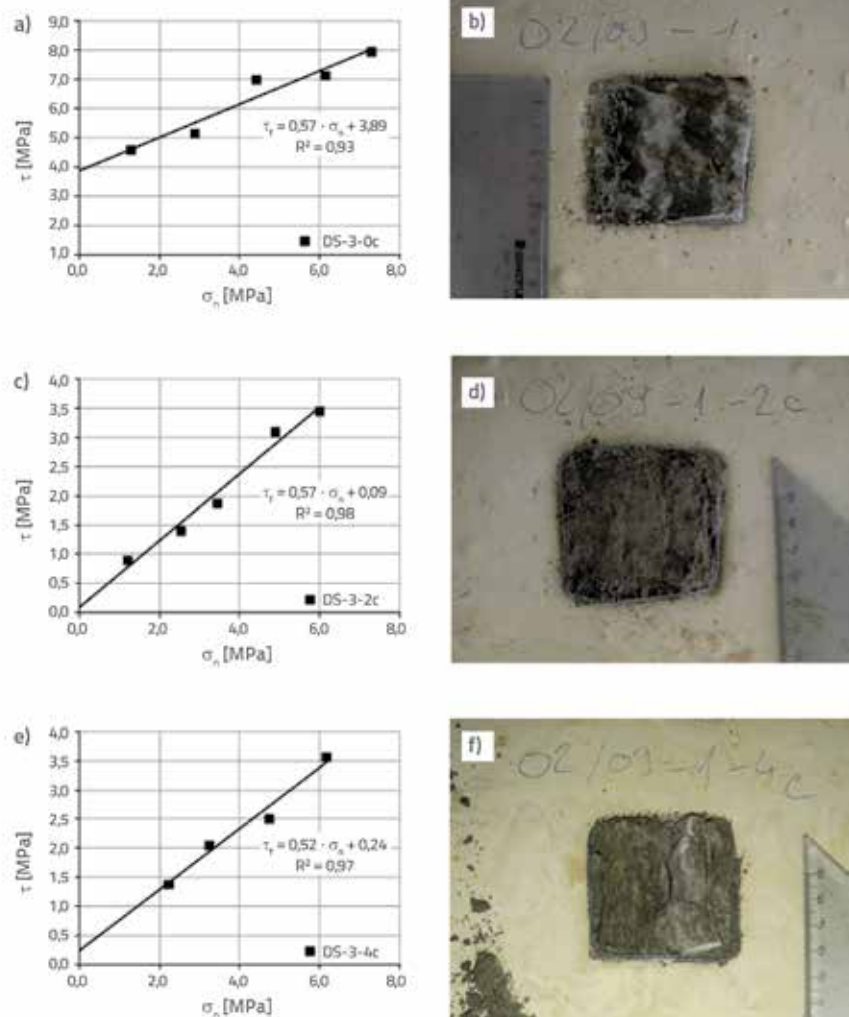 a)
9,0
8,0
7,0
6,0
5,0
4,0
3,0
2,0
1,0
τ [MPa]
τf = 0,57 · σn + 3,89
R² = 0,93
DS-3-0c
0,0 2,0 4,0 6,0 8,0
σn [MPa]
b)
02/09 - 1
c)
4,0
3,5
3,0
2,5
2,0
1,5
1,0
0,5
0,0
τ [MPa]
τf = 0,57 · σn + 0,09
R² = 0,98
DS-3-2c
0,0 2,0 4,0 6,0 8,0
σn [MPa]
d)
02/09 - 1 - 2c
e)
4,0
3,5
3,0
2,5
2,0
1,5
1,0
0,5
0,0
τ [MPa]
τf = 0,52 · σn + 0,24
R² = 0,97
DS-3-4c
0,0 2,0 4,0 6,0 8,0
σn [MPa]
f)
02/09 - 1 - 4c